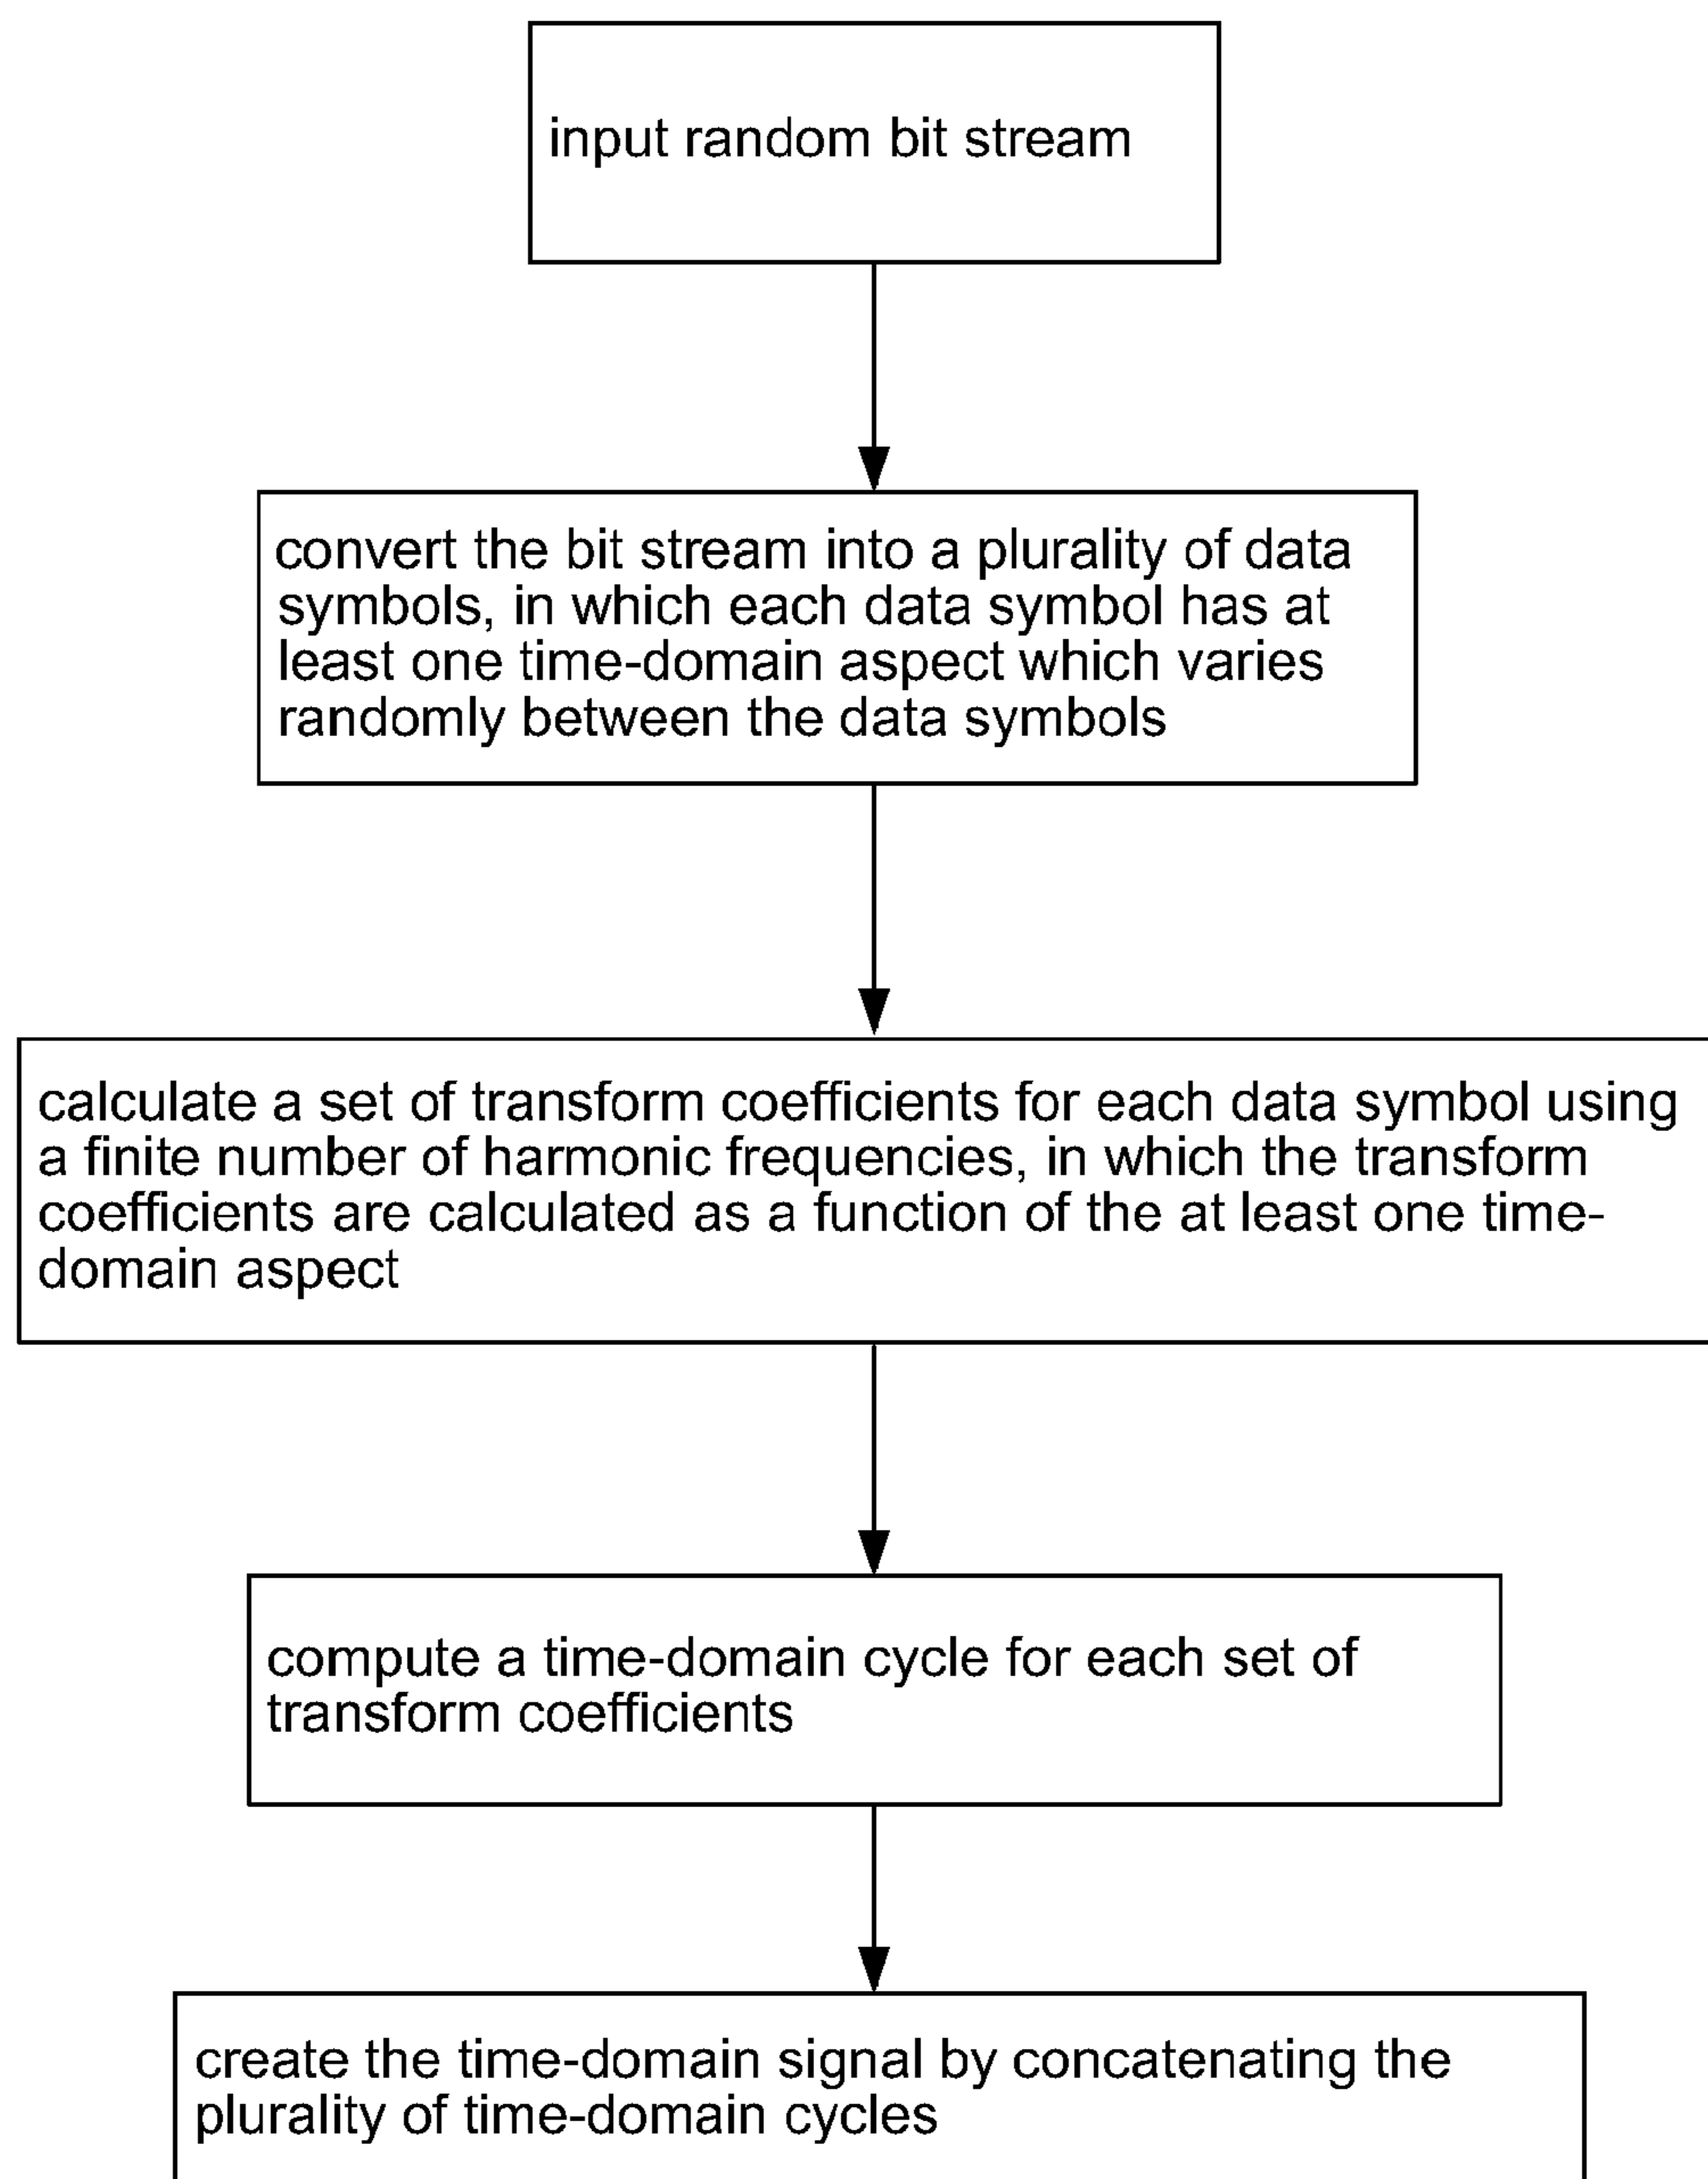 input random bit stream
convert the bit stream into a plurality of data
symbols, in which each data symbol has at
least one time-domain aspect which varies
randomly between the data symbols
calculate a set of transform coefficients for each data symbol using
a finite number of harmonic frequencies, in which the transform
coefficients are calculated as a function of the at least one time-
domain aspect
compute a time-domain cycle for each set of
transform coefficients
create the time-domain signal by concatenating the
plurality of time-domain cycles